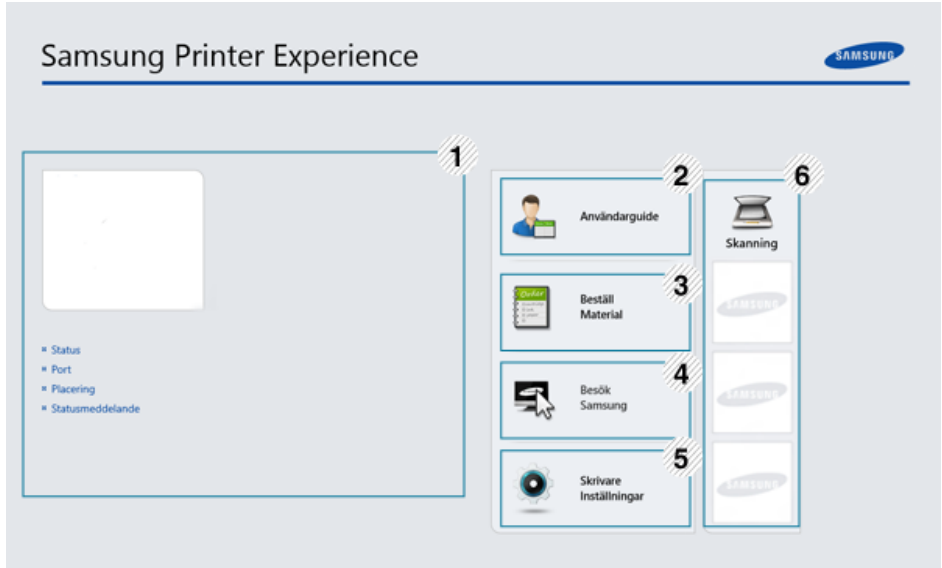 Samsung Printer Experience
SAMSUNG
1
Status
Port
Placering
Statusmeddelande
2
Användarguide
3
Order
Beställ
Material
4
Besök
Samsung
5
Skrivare
Inställningar
6
Skanning
SAMSUNG
SAMSUNG
SAMSUNG